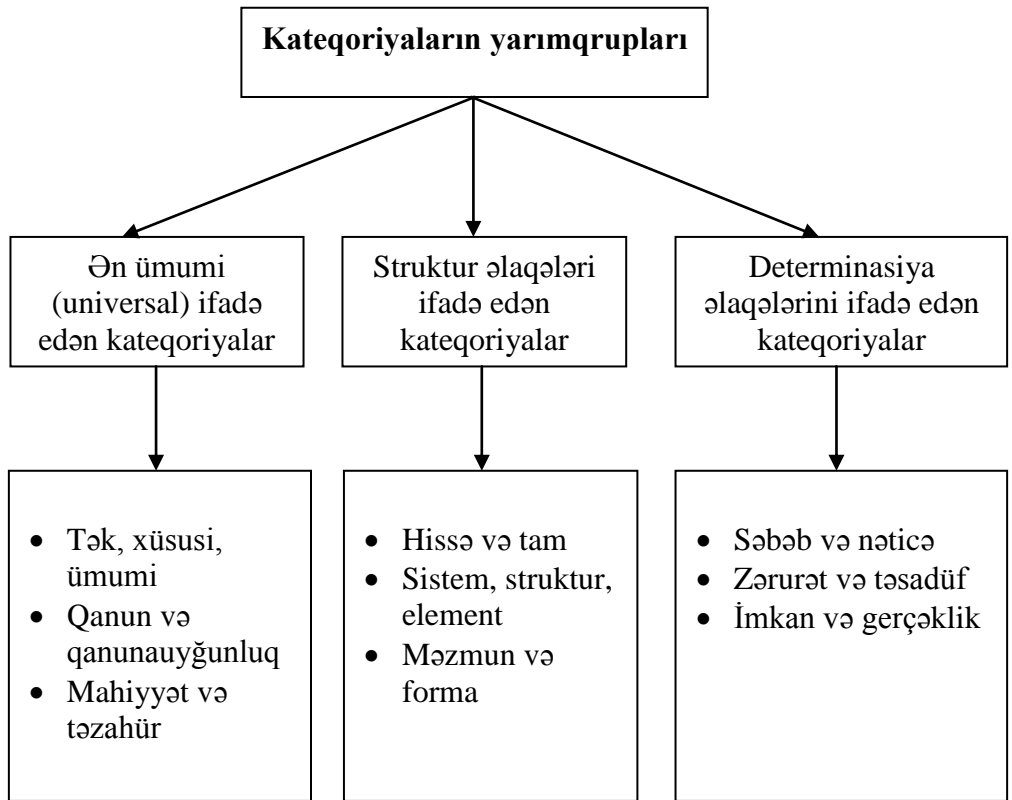 Kateqoriyaların yarımqrupları
Ən ümumi
(universal) ifadə
edən kateqoriyalar
Struktur əlaqələri
ifadə edən
kateqoriyalar
Determinasiya
əlaqələrini ifadə edən
kateqoriyalar
• Tək, xüsusi,
ümumi
• Qanun və
qanunauyğunluq
• Mahiyyət və
təzahür
• Hissə və tam
• Sistem, struktur,
element
• Məzmun və
forma
• Səbəb və nəticə
• Zərurət və təsadüf
• İmkan və gerçəklik